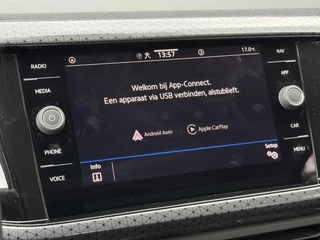 13:57
17.0°C
RADIO
MEDIA
PHONE
VOICE
Welkom bij App-Connect.
Een apparaat via USB verbinden, alstublieft.
Android Auto
Apple CarPlay
Info
Setup
NAV
APP
CAR
MENU